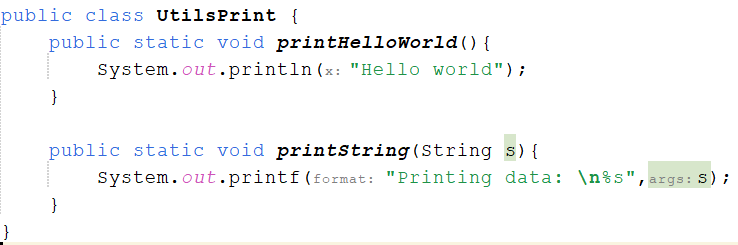 public class UtilsPrint {
    public static void printHelloWorld(){
        System.out.println(x: "Hello world");
    }

    public static void printString(String s){
        System.out.printf(format: "Printing data: \n%s",args: s);
    }
}